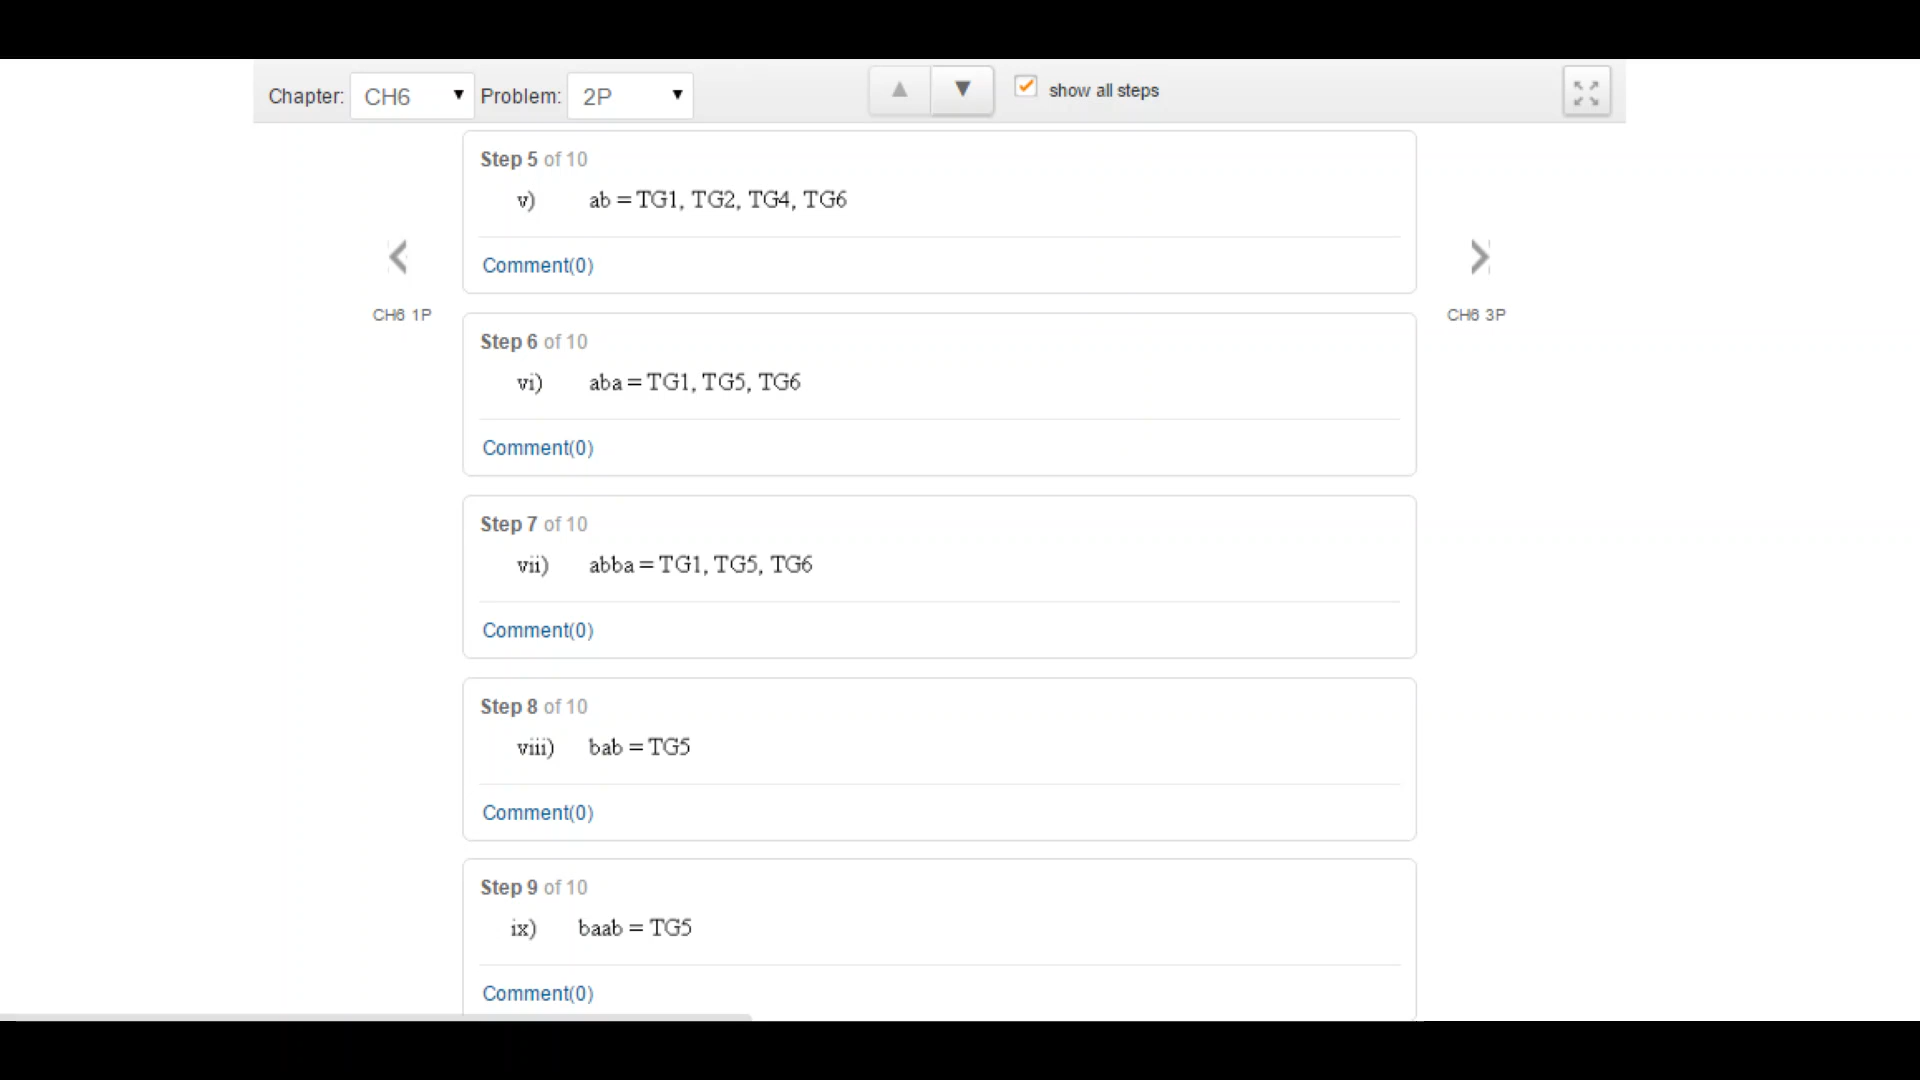 Chapter: CH6 Problem: 2P show all steps
Step 5 of 10
v) ab = TG1, TG2, TG4, TG6
Comment(0)
CH6 1P
CH6 3P
Step 6 of 10
vi) aba = TG1, TG5, TG6
Comment(0)
Step 7 of 10
vii) abba = TG1, TG5, TG6
Comment(0)
Step 8 of 10
viii) bab = TG5
Comment(0)
Step 9 of 10
ix) baab = TG5
Comment(0)